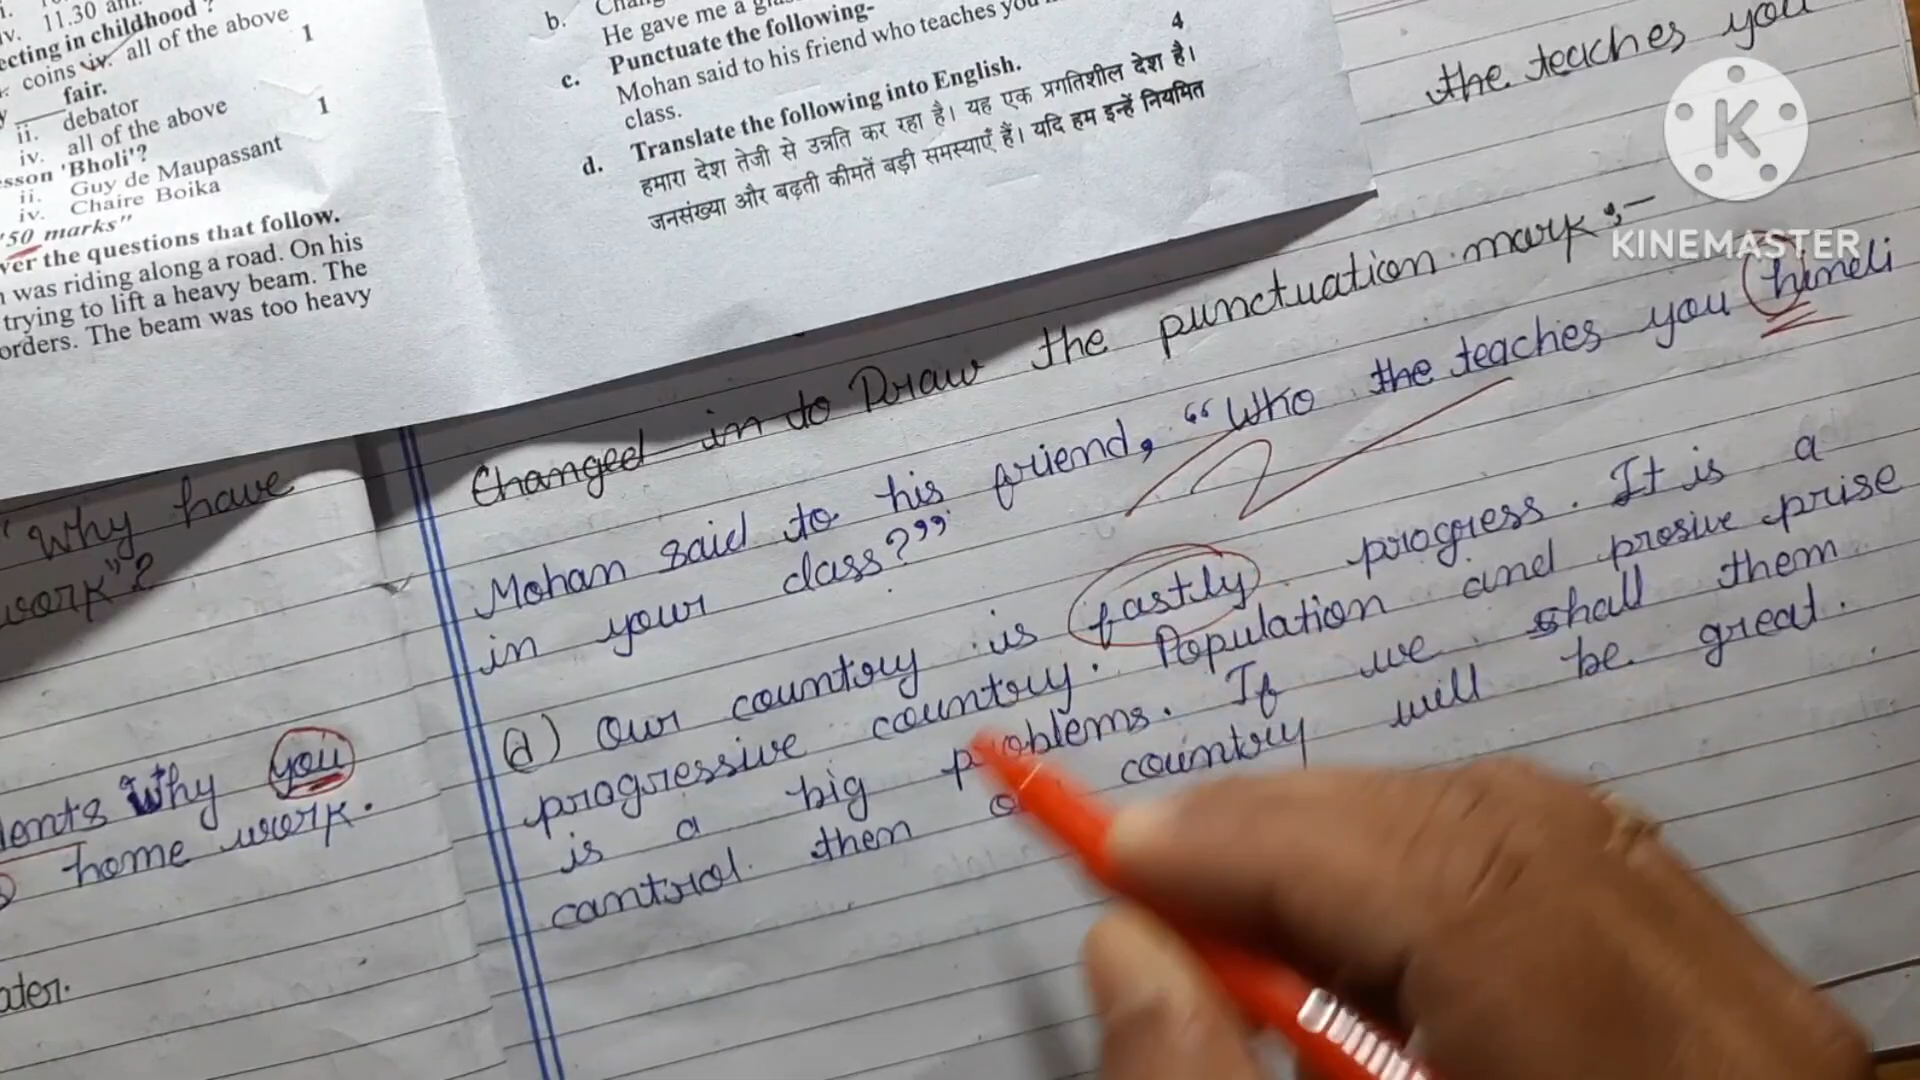 11.30 am.
iv.
ecting in childhood ?
coins iv. all of the above
1
fair.
ii. debator
iv. all of the above
1
sson 'Bholi'?
ii. Guy de Maupassant
iv. Chaire Boika
"50 marks"
ver the questions that follow.
was riding along a road. On his
trying to lift a heavy beam. The
orders. The beam was too heavy
b.
He gave me a
c. Punctuate the following-
Mohan said to his friend who teaches you
class.
4
d. Translate the following into English.
हमारा देश तेजी से उन्नति कर रहा है। यह एक प्रगतिशील देश है।
जनसंख्या और बढ़ती कीमतें बड़ी समस्याएँ हैं। यदि हम इन्हें नियमित
the teaches you
KINEMASTER
Changed in to Draw the punctuation mark :-
Mohan said to his friend, "Who the teaches you hindi
in your class?"
d) Our country is fastly progress. It is a
progressive country. Population and prosive prise
is a big problems. If we shall them
cantrol. them country will be great.
"Why have
work"?
ents why you
home work.
ater.